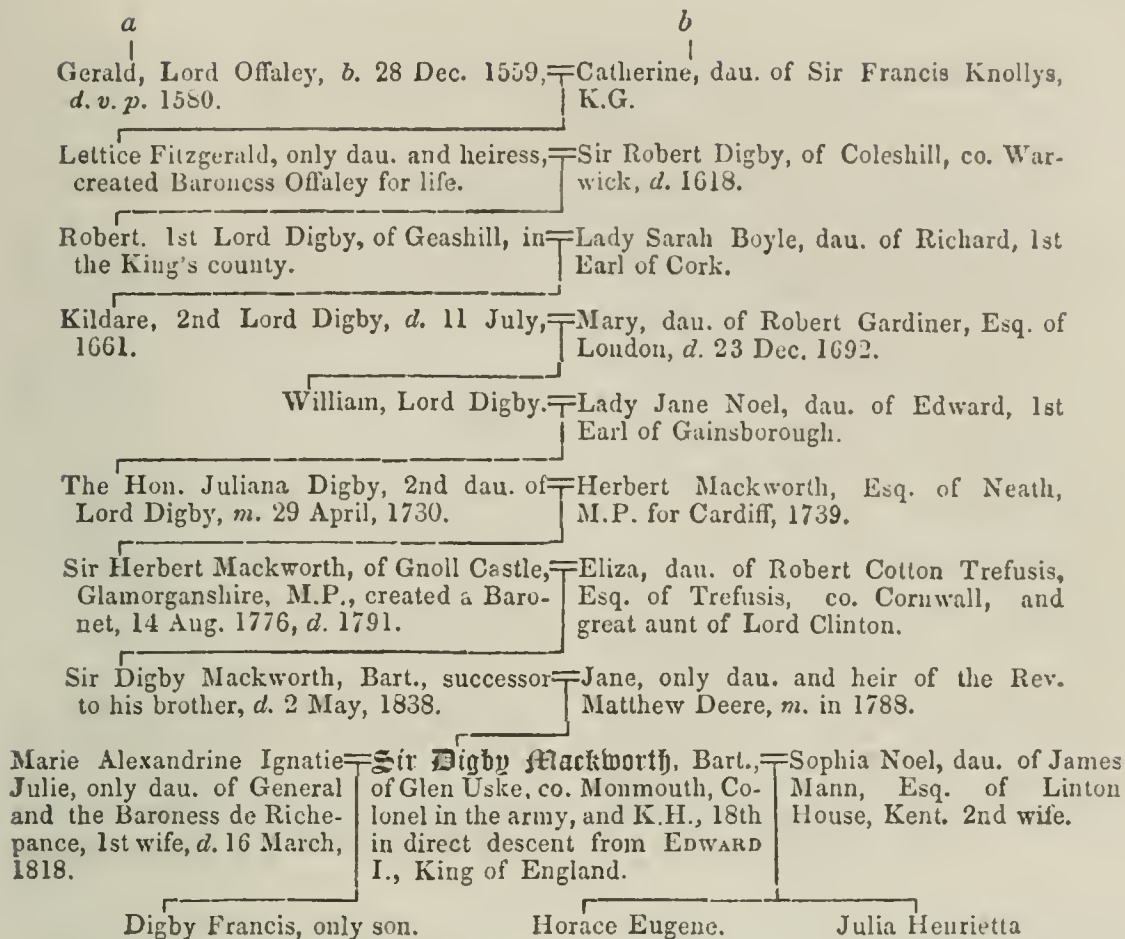 a
b
Gerald, Lord Offaley, b. 28 Dec. 1559,
d. v. p. 1580.
Catherine, dau. of Sir Francis Knollys,
K.G.
Lettice Fitzgerald, only dau. and heiress,
created Baroness Offaley for life.
Sir Robert Digby, of Coleshill, co. War-
wick, d. 1618.
Robert. 1st Lord Digby, of Geashill, in
the King's county.
Lady Sarah Boyle, dau. of Richard, 1st
Earl of Cork.
Kildare, 2nd Lord Digby, d. 11 July,
1661.
Mary, dau. of Robert Gardiner, Esq. of
London, d. 23 Dec. 1692.
William, Lord Digby.
Lady Jane Noel, dau. of Edward, 1st
Earl of Gainsborough.
The Hon. Juliana Digby, 2nd dau. of
Lord Digby, m. 29 April, 1730.
Herbert Mackworth, Esq. of Neath,
M.P. for Cardiff, 1739.
Sir Herbert Mackworth, of Gnoll Castle,
Glamorganshire, M.P., created a Baro-
net, 14 Aug. 1776, d. 1791.
Eliza, dau. of Robert Cotton Trefusis,
Esq. of Trefusis, co. Cornwall, and
great aunt of Lord Clinton.
Sir Digby Mackworth, Bart., successor
to his brother, d. 2 May, 1838.
Jane, only dau. and heir of the Rev.
Matthew Deere, m. in 1788.
Marie Alexandrine Ignatie
Julie, only dau. of General
and the Baroness de Riche-
pance, 1st wife, d. 16 March,
1818.
Sir Digby Mackworth, Bart.,
of Glen Uske, co. Monmouth, Co-
lonel in the army, and K.H., 18th
in direct descent from EDWARD
I., King of England.
Sophia Noel, dau. of James
Mann, Esq. of Linton
House, Kent. 2nd wife.
Digby Francis, only son.
Horace Eugene.
Julia Henrietta